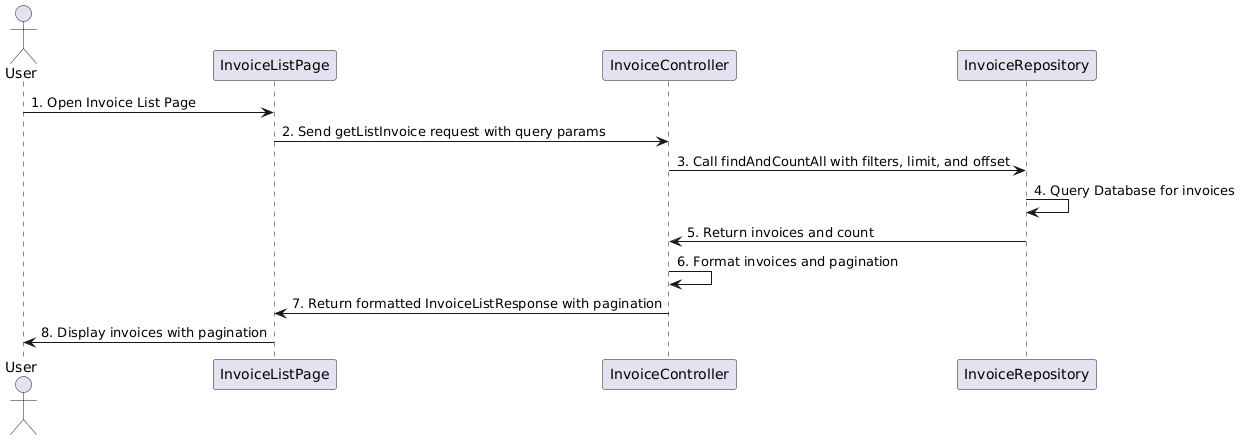 User
InvoiceListPage
InvoiceController
InvoiceRepository
1. Open Invoice List Page
2. Send getListInvoice request with query params
3. Call findAndCountAll with filters, limit, and offset
4. Query Database for invoices
5. Return invoices and count
6. Format invoices and pagination
7. Return formatted InvoiceListResponse with pagination
8. Display invoices with pagination
User
InvoiceListPage
InvoiceController
InvoiceRepository